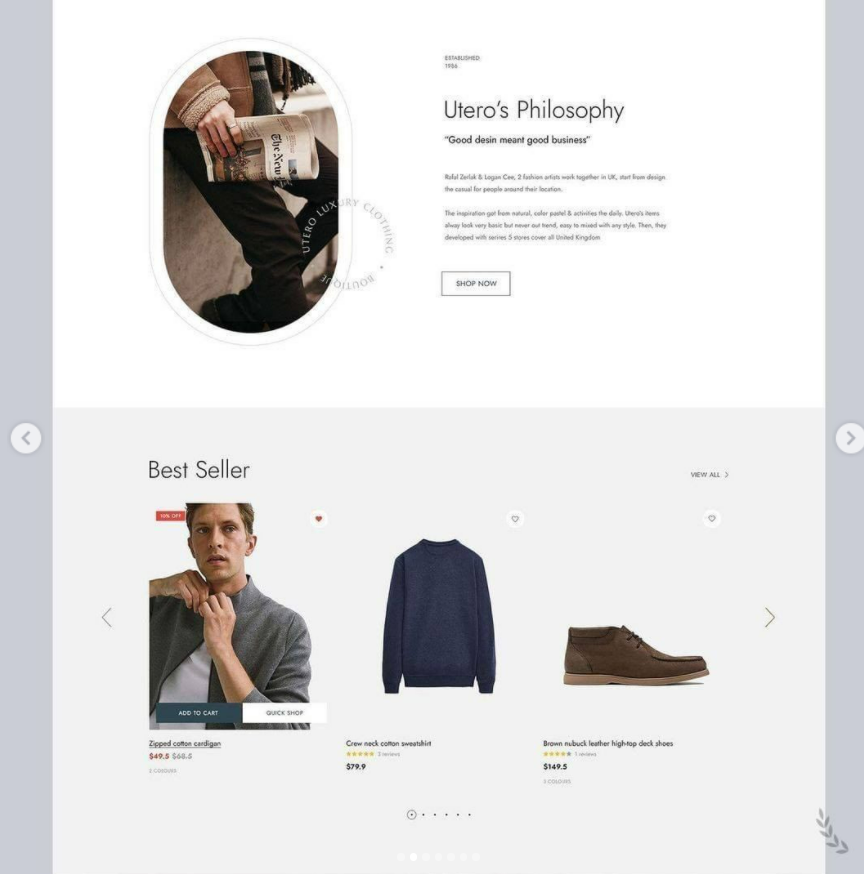 ESTABLISHED
1986
Utero's Philosophy
"Good desin meant good business"
Rafal Zerluk & Logan Cee, 2 fashion artists work together in UK, start from design
the casual for people around their location.
The inspiration got from natural, color pastel & activities the daily. Utero's items
alway look very basic but never out trend, easy to mixed with any style. Then, they
developed with serires 5 stores cover all United Kingdom
SHOP NOW
The New
UTERO LUXURY CLOTHING • BOUTIQUE
Best Seller
VIEW ALL
10% OFF
ADD TO CART QUICK SHOP
Zipped cotton cardigan
$49.5 $68.5
2 COLOURS
Crew neck cotton sweatshirt
2 reviews
$79.9
Brown nubuck leather high-top deck shoes
1 reviews
$149.5
2 COLOURS